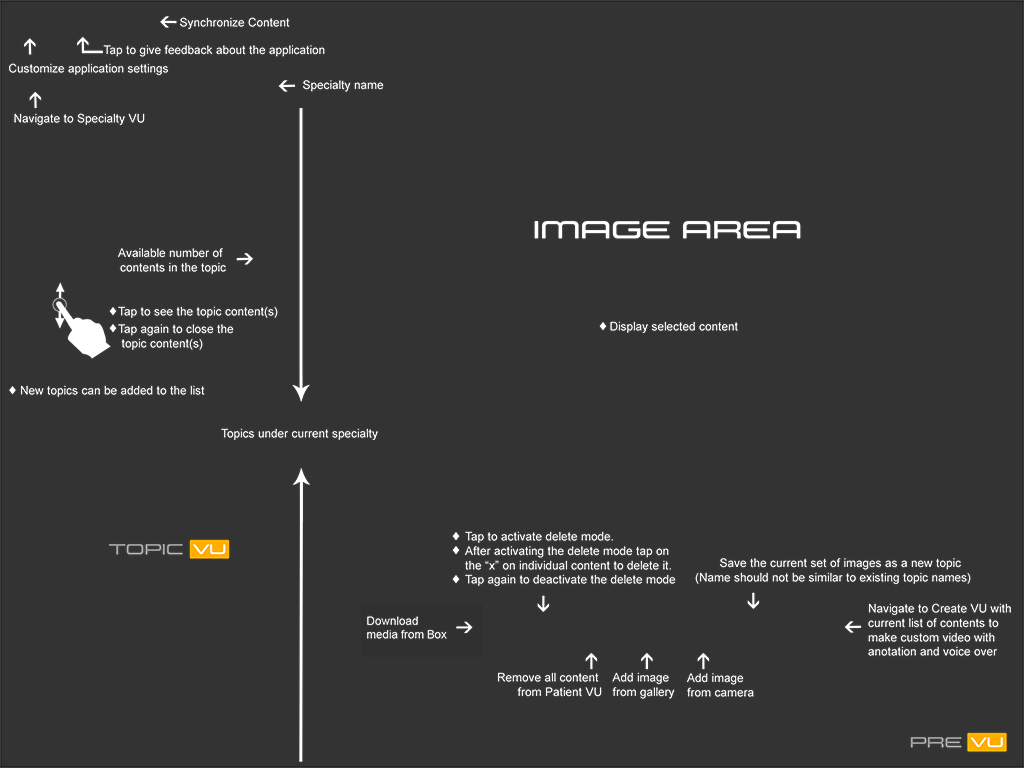 Synchronize Content
Tap to give feedback about the application
Customize application settings
Specialty name
Navigate to Specialty VU
IMAGE AREA
Available number of
contents in the topic
♦ Tap to see the topic content(s)
♦ Tap again to close the
topic content(s)
♦ Display selected content
♦ New topics can be added to the list
Topics under current specialty
TOPIC VU
♦ Tap to activate delete mode.
♦ After activating the delete mode tap on
the “x” on individual content to delete it.
♦ Tap again to deactivate the delete mode
Save the current set of images as a new topic
(Name should not be similar to existing topic names)
Download
media from Box
Navigate to Create VU with
current list of contents to
make custom video with
anotation and voice over
Remove all content
from Patient VU
Add image
from gallery
Add image
from camera
PRE VU